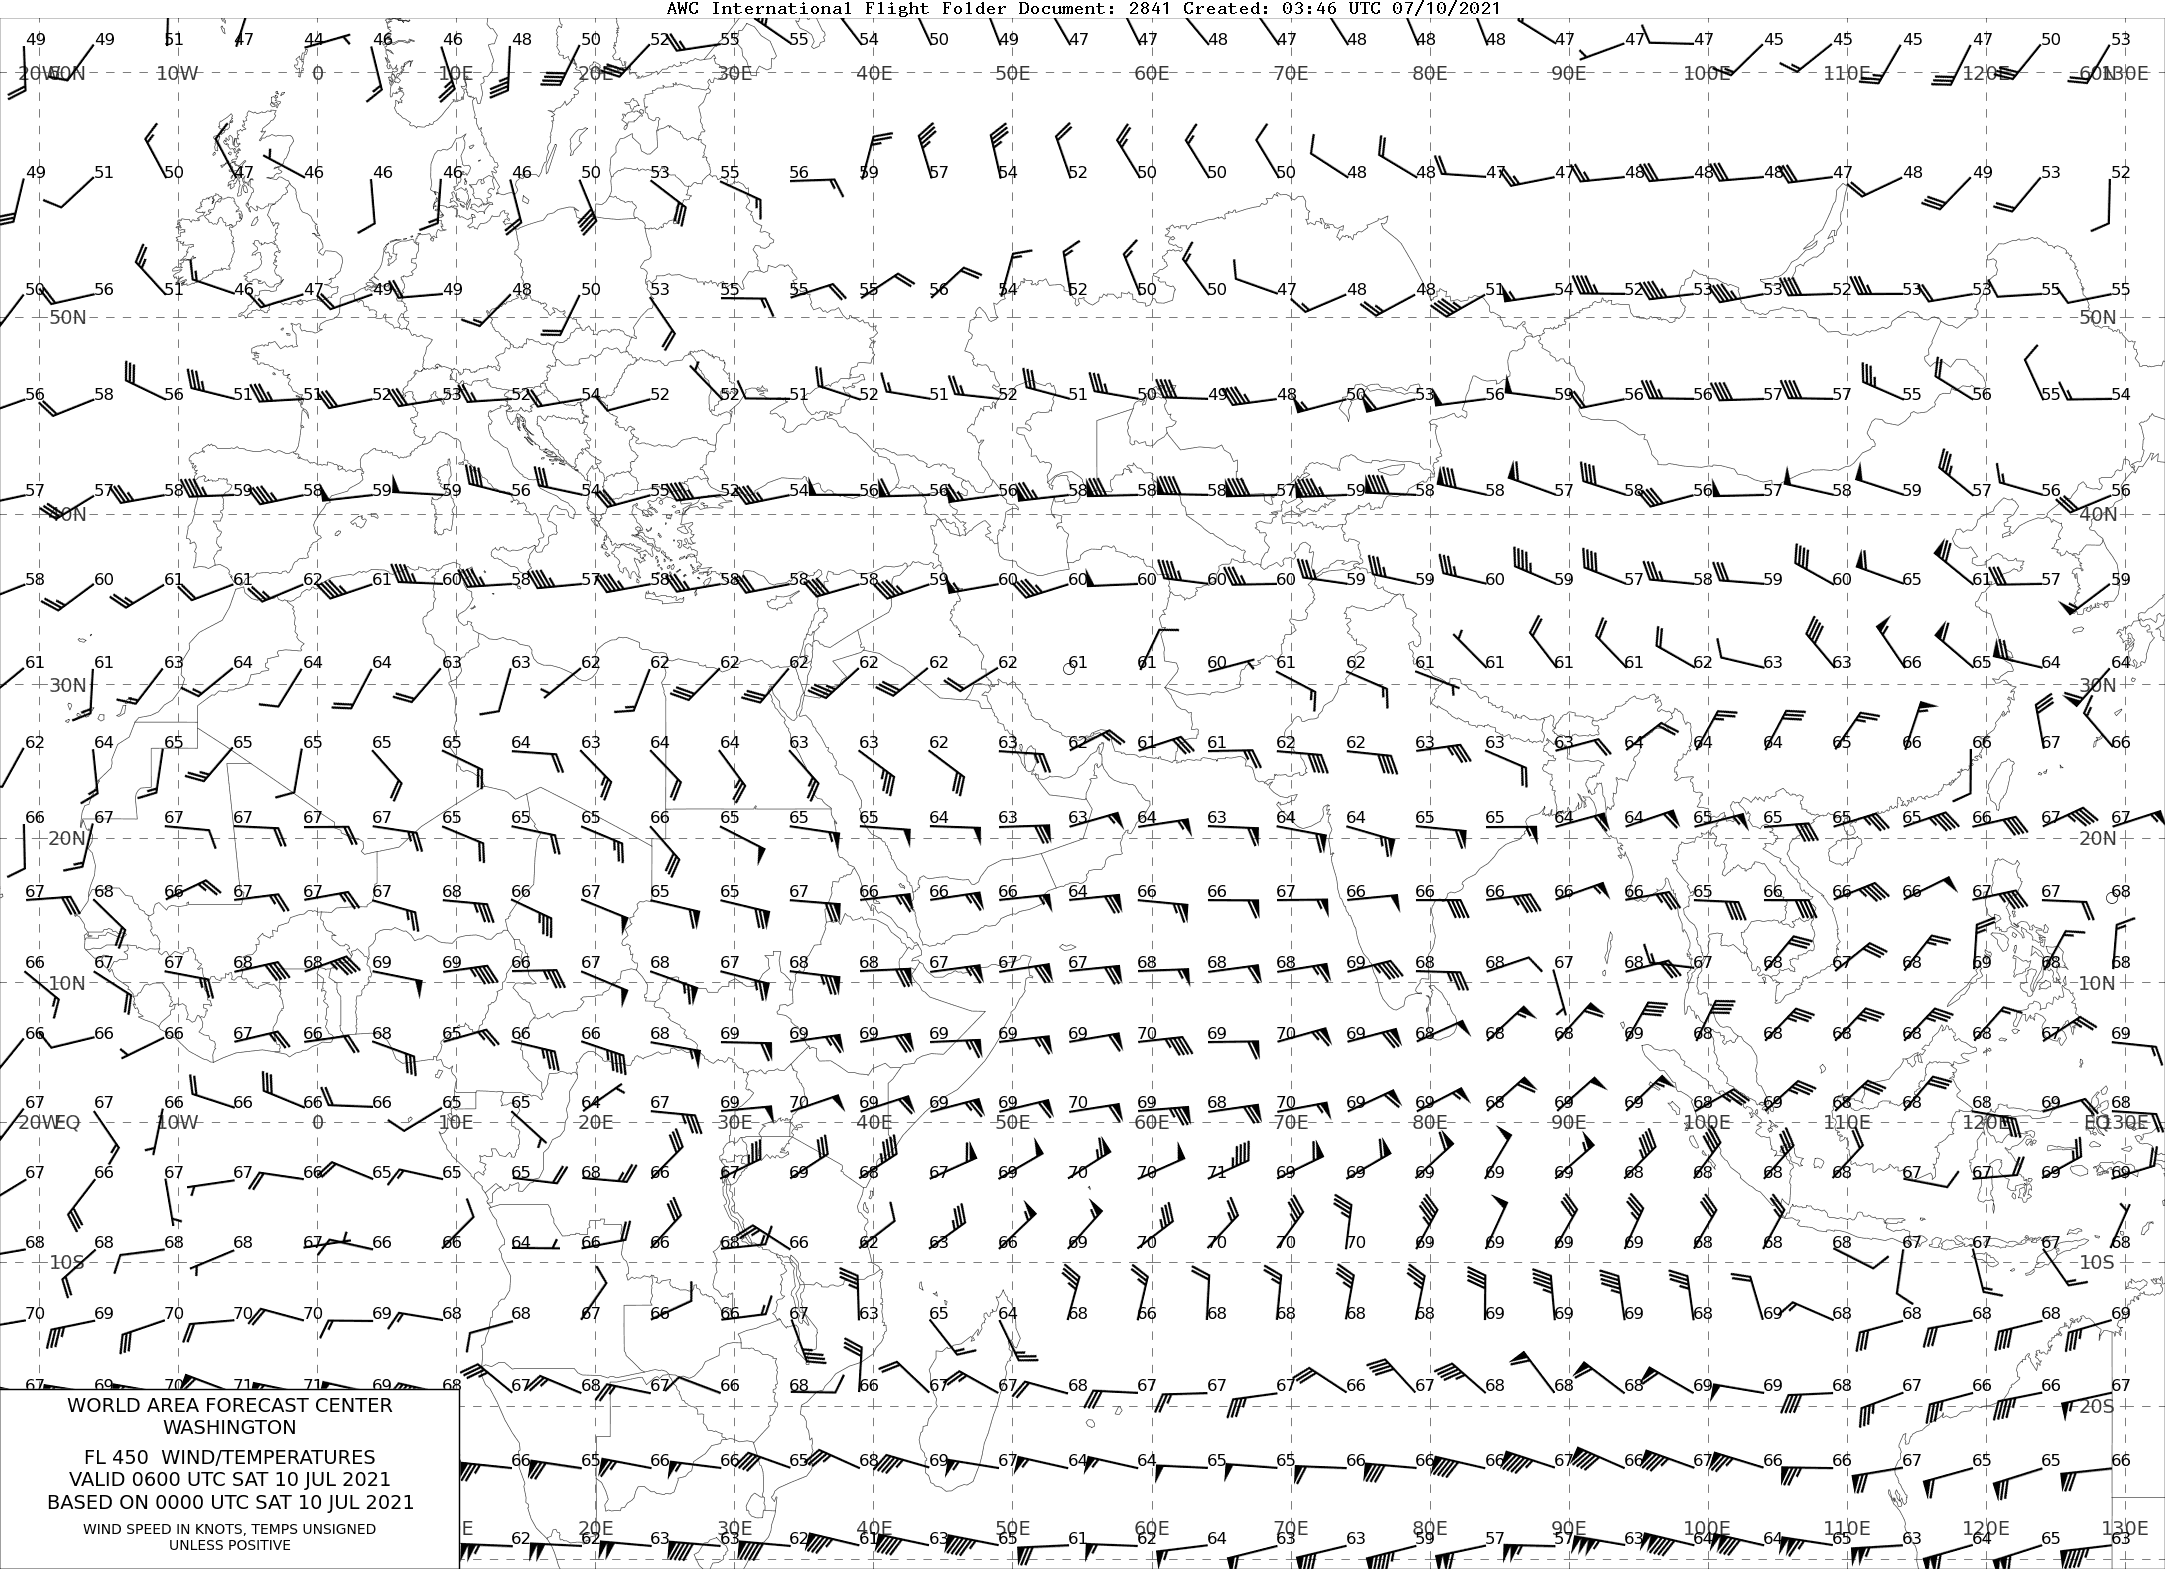 AWC International Flight Folder Document: 2841 Created: 03:46 UTC 07/10/2021
49 49 51 47 44 46 46 48 50 52 55 55 54 50 49 47 47 48 47 48 48 48 47 47 47 45 45 45 47 50 53
20W 60N 10W 0 10E 20E 30E 40E 50E 60E 70E 80E 90E 100E 110E 120E 60N 130E
49 51 50 47 46 46 46 46 50 53 55 56 59 57 54 52 50 50 50 48 48 47 47 48 48 48 47 48 49 53 52
50 56 51 46 47 49 49 48 50 53 55 55 55 56 54 52 50 50 47 48 48 51 54 52 53 53 52 53 53 55 55
50N 50N
56 58 56 51 51 52 53 52 54 52 52 51 52 51 52 51 50 49 48 50 53 56 59 56 56 57 57 55 56 55 54
57 57 58 59 58 59 59 56 54 55 52 54 56 56 56 58 58 58 57 59 58 58 57 58 56 57 58 59 57 56 56
40N 40N
58 60 61 61 62 61 60 58 57 58 58 58 58 59 60 60 60 60 60 59 59 60 59 57 58 59 60 65 61 57 59
61 61 63 64 64 64 63 63 62 62 62 62 62 62 62 61 61 60 61 62 61 61 61 61 62 63 63 66 65 64 64
30N 30N
62 64 65 65 65 65 65 64 63 64 64 63 63 62 63 62 61 61 62 62 63 63 63 64 64 64 65 66 66 67 66
66 67 67 67 67 67 65 65 65 66 65 65 65 64 63 63 64 63 64 64 65 65 64 64 65 65 65 65 66 67 67
20N 20N
67 68 66 67 67 67 68 66 67 65 65 67 66 66 66 64 66 66 67 66 66 66 66 66 65 66 66 66 67 67 68
66 67 67 68 68 69 69 66 67 68 67 68 68 67 67 67 68 68 68 69 68 68 67 68 67 68 67 68 69 68 68
10N 10N
66 66 66 67 66 68 65 66 66 68 69 69 69 69 69 69 70 69 70 69 68 68 68 69 68 68 68 68 68 67 69
67 67 66 66 66 66 65 65 64 67 69 70 69 69 69 70 69 68 70 69 69 68 69 69 68 69 68 68 68 69 68
20W EQ 10W 0 10E 20E 30E 40E 50E 60E 70E 80E 90E 100E 110E 120E EQ 130E
67 66 67 67 66 65 65 65 68 66 67 69 68 67 69 70 70 71 69 69 69 69 69 68 68 68 68 67 67 69 69
68 68 68 68 67 66 66 64 66 66 68 66 62 63 66 69 70 70 70 70 69 69 69 69 68 68 68 67 67 67 68
10S 10S
70 69 70 70 70 69 68 68 67 66 66 67 63 65 64 68 66 68 68 68 68 69 69 69 68 69 68 68 68 68 69
67 68 69 70 71 71 69 68 67 68 67 66 68 66 67 67 68 67 67 67 66 67 68 68 68 69 69 68 67 66 66 67
20S
WORLD AREA FORECAST CENTER
WASHINGTON
FL 450 WIND/TEMPERATURES
VALID 0600 UTC SAT 10 JUL 2021
BASED ON 0000 UTC SAT 10 JUL 2021
WIND SPEED IN KNOTS, TEMPS UNSIGNED
UNLESS POSITIVE
66 65 66 66 65 68 69 67 64 64 65 65 66 66 66 67 66 67 66 66 67 65 65 66
E 20E 30E 40E 50E 60E 70E 80E 90E 100E 110E 120E 130E
62 62 63 63 62 61 63 65 61 62 64 63 63 59 57 57 63 64 64 65 63 64 65 63